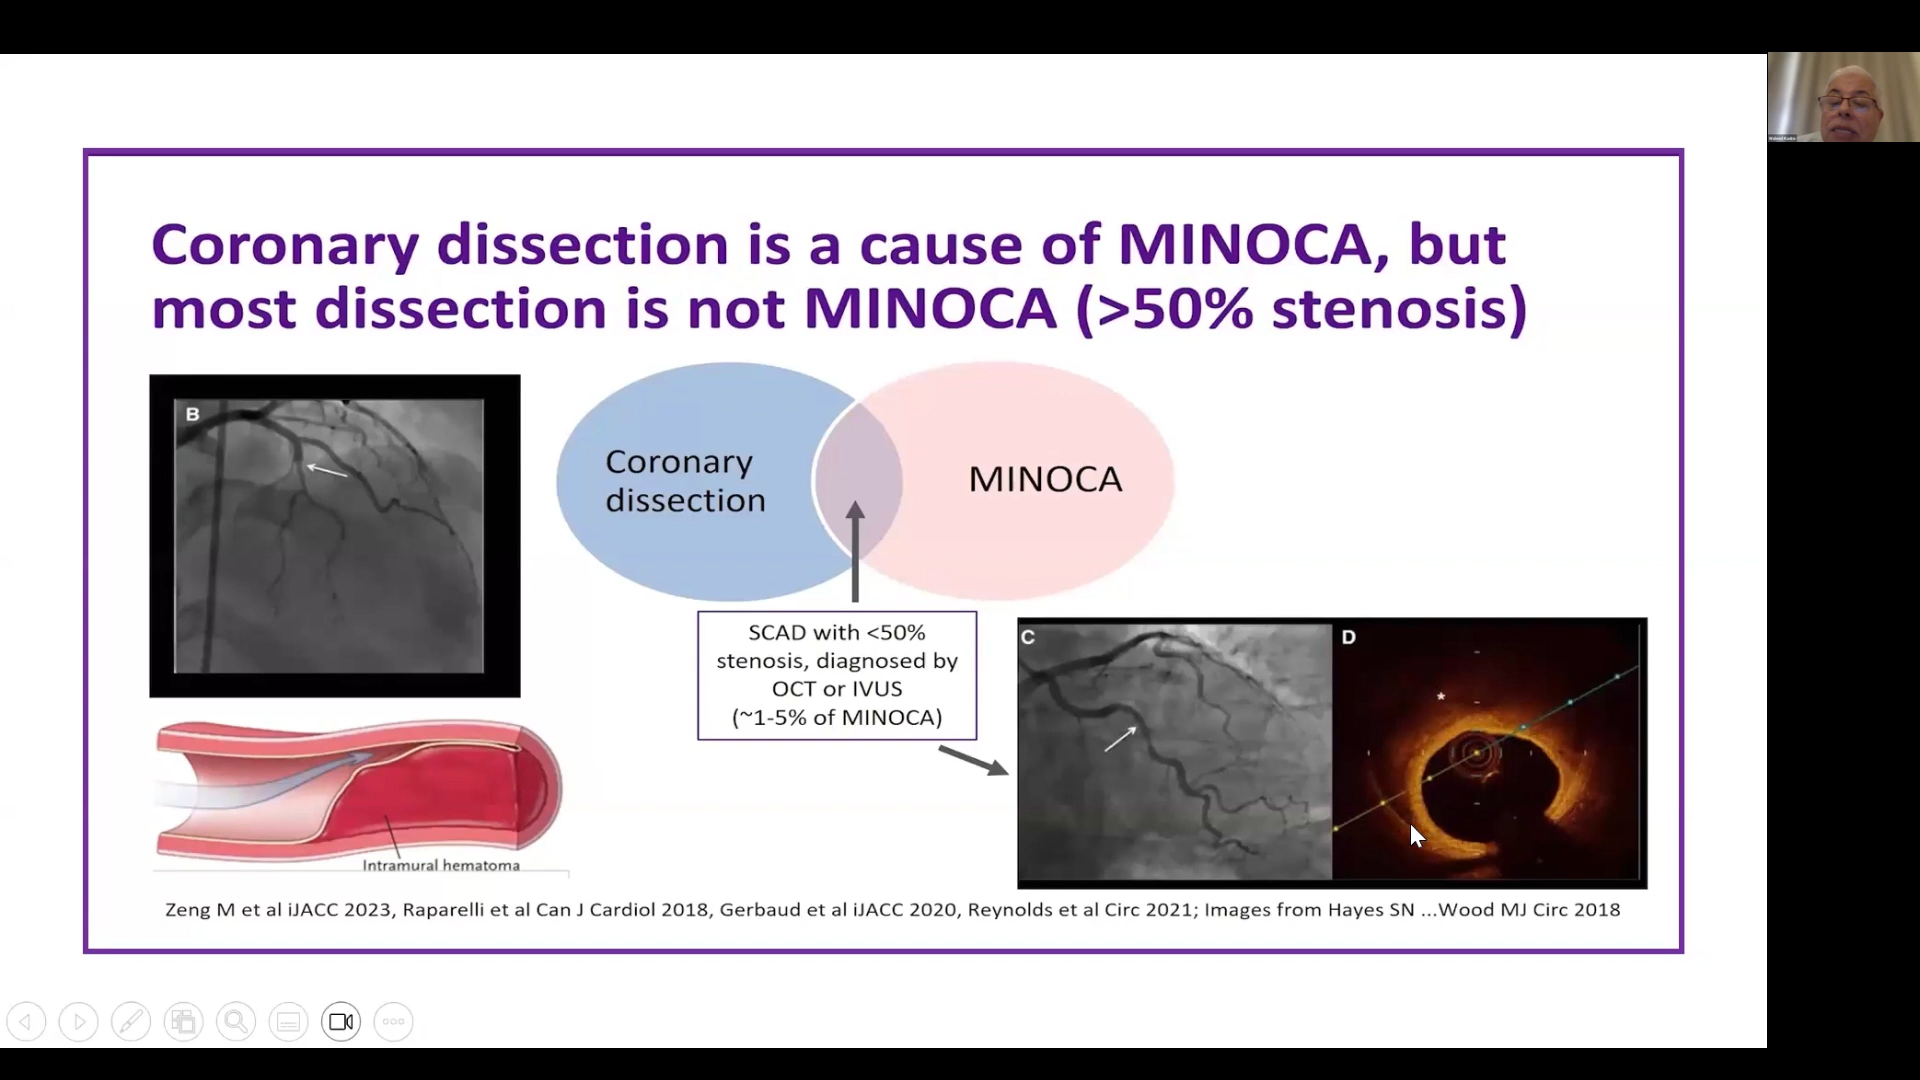 Coronary dissection is a cause of MINOCA, but
most dissection is not MINOCA (>50% stenosis)
B
Coronary
dissection
MINOCA
SCAD with <50%
stenosis, diagnosed by
OCT or IVUS
(~1-5% of MINOCA)
C
D
*
Intramural hematoma
Zeng M et al iJACC 2023, Raparelli et al Can J Cardiol 2018, Gerbaud et al iJACC 2020, Reynolds et al Circ 2021; Images from Hayes SN ...Wood MJ Circ 2018